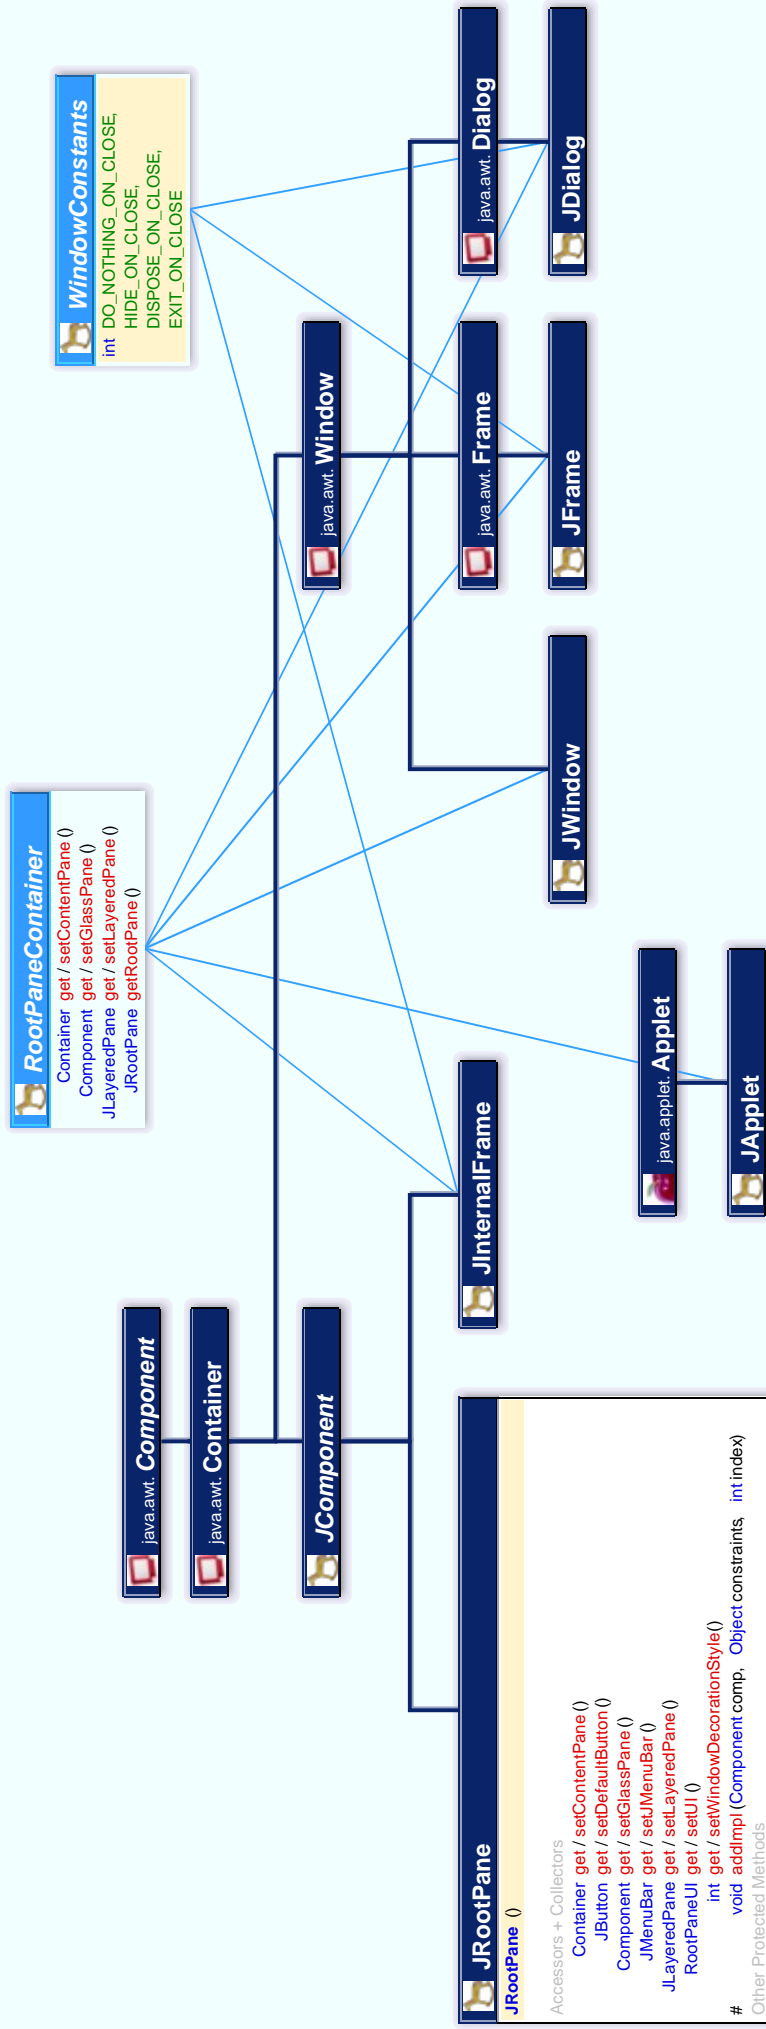 WindowConstants
int DO_NOTHING_ON_CLOSE,
HIDE_ON_CLOSE,
DISPOSE_ON_CLOSE,
EXIT_ON_CLOSE
RootPaneContainer
Container get / setContentPane ()
Component get / setGlassPane ()
JLayeredPane get / setLayeredPane ()
JRootPane getRootPane ()
java.awt. Component
java.awt. Container
JComponent
java.awt. Window
java.awt. Dialog
JDialog
java.awt. Frame
JFrame
JWindow
JInternalFrame
java.applet. Applet
JApplet
JRootPane
JRootPane ()
Accessors + Collectors
Container get / setContentPane ()
JButton get / setDefaultButton ()
Component get / setGlassPane ()
JMenuBar get / setJMenuBar ()
JLayeredPane get / setLayeredPane ()
RootPaneUI get / setUI ()
int get / setWindowDecorationStyle ()
# void addImpl (Component comp, Object constraints, int index)
Other Protected Methods